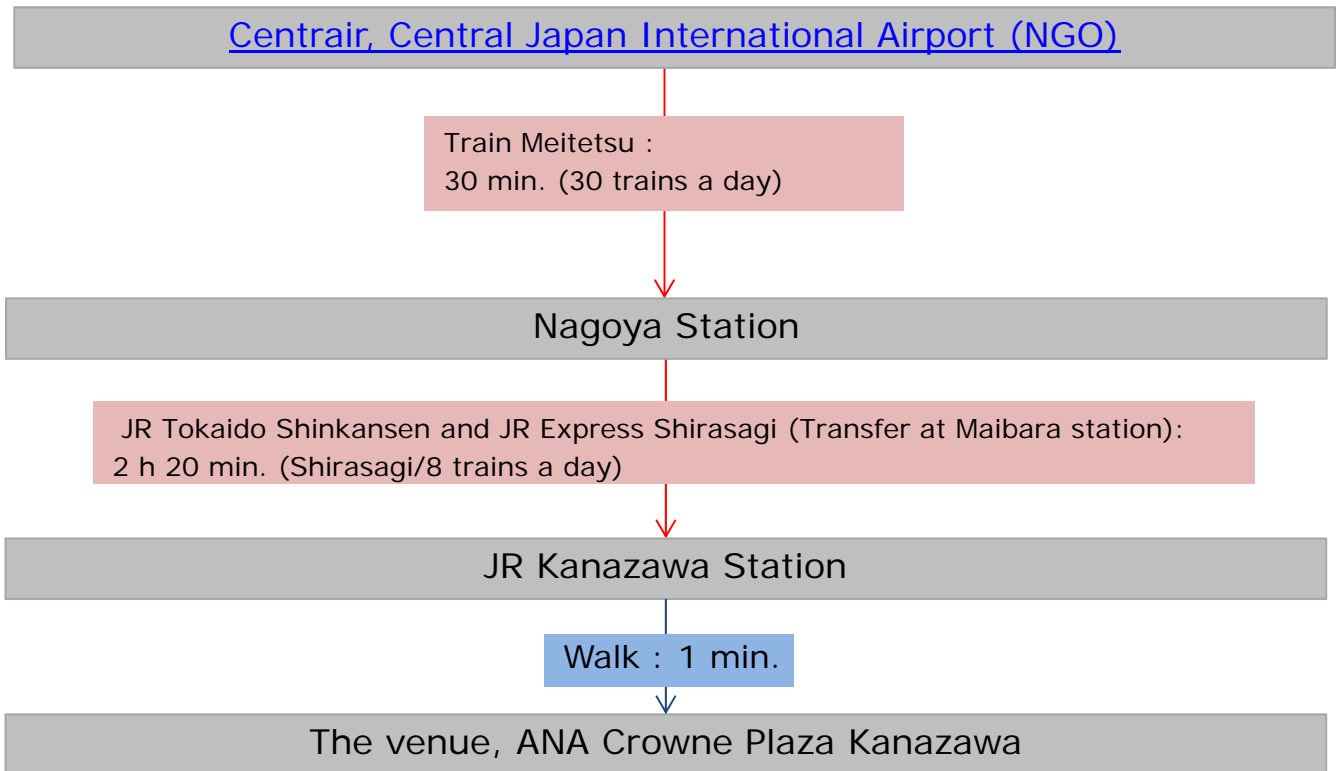 Centrair, Central Japan International Airport (NGO)
Train Meitetsu :
30 min. (30 trains a day)
Nagoya Station
JR Tokaido Shinkansen and JR Express Shirasagi (Transfer at Maibara station):
2 h 20 min. (Shirasagi/8 trains a day)
JR Kanazawa Station
Walk : 1 min.
The venue, ANA Crowne Plaza Kanazawa